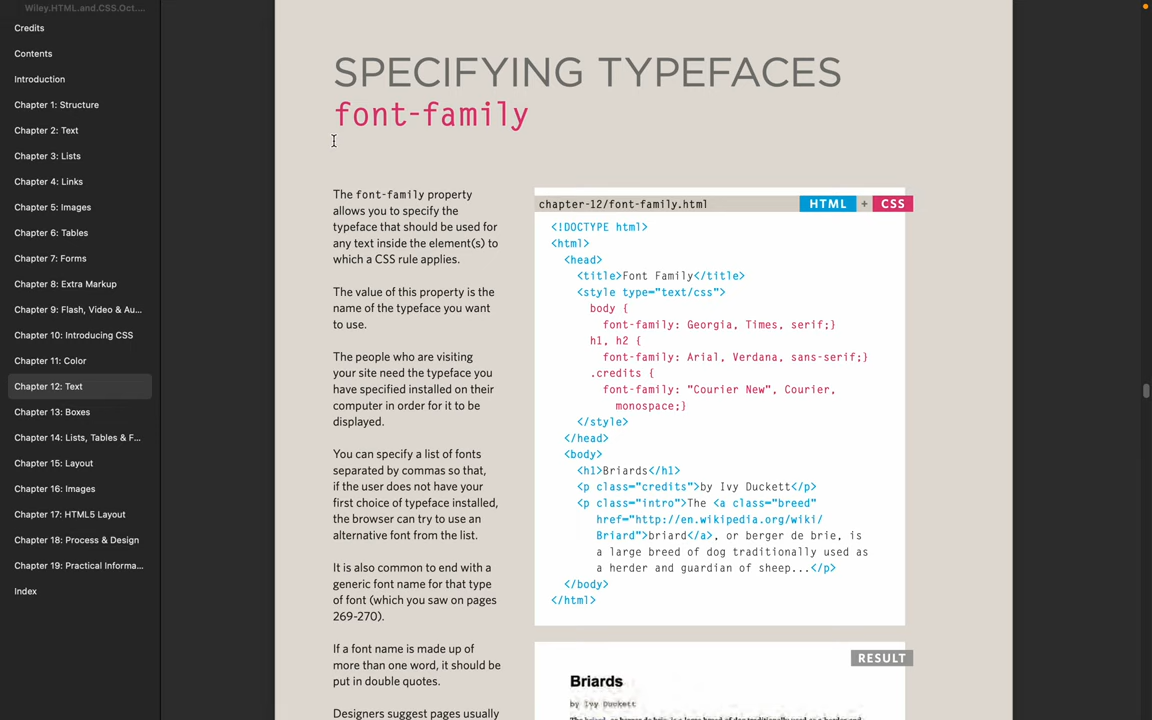 Wiley.HTML.and.CSS.Oct....
Credits
Contents
Introduction
Chapter 1: Structure
Chapter 2: Text
Chapter 3: Lists
Chapter 4: Links
Chapter 5: Images
Chapter 6: Tables
Chapter 7: Forms
Chapter 8: Extra Markup
Chapter 9: Flash, Video & Au...
Chapter 10: Introducing CSS
Chapter 11: Color
Chapter 12: Text
Chapter 13: Boxes
Chapter 14: Lists, Tables & F...
Chapter 15: Layout
Chapter 16: Images
Chapter 17: HTML5 Layout
Chapter 18: Process & Design
Chapter 19: Practical Informa...
Index
SPECIFYING TYPEFACES
font-family
The font-family property
allows you to specify the
typeface that should be used for
any text inside the element(s) to
which a CSS rule applies.
The value of this property is the
name of the typeface you want
to use.
The people who are visiting
your site need the typeface you
have specified installed on their
computer in order for it to be
displayed.
You can specify a list of fonts
separated by commas so that,
if the user does not have your
first choice of typeface installed,
the browser can try to use an
alternative font from the list.
It is also common to end with a
generic font name for that type
of font (which you saw on pages
269-270).
If a font name is made up of
more than one word, it should be
put in double quotes.
Designers suggest pages usually
chapter-12/font-family.html HTML + CSS
<!DOCTYPE html>
<html>
<head>
<title>Font Family</title>
<style type="text/css">
body {
font-family: Georgia, Times, serif;}
h1, h2 {
font-family: Arial, Verdana, sans-serif;}
.credits {
font-family: "Courier New", Courier,
monospace;}
</style>
</head>
<body>
<h1>Briards</h1>
<p class="credits">by Ivy Duckett</p>
<p class="intro">The <a class="breed"
href="http://en.wikipedia.org/wiki/
Briard">briard</a>, or berger de brie, is
a large breed of dog traditionally used as
a herder and guardian of sheep...</p>
</body>
</html>
RESULT
Briards
by Ivy Duckett